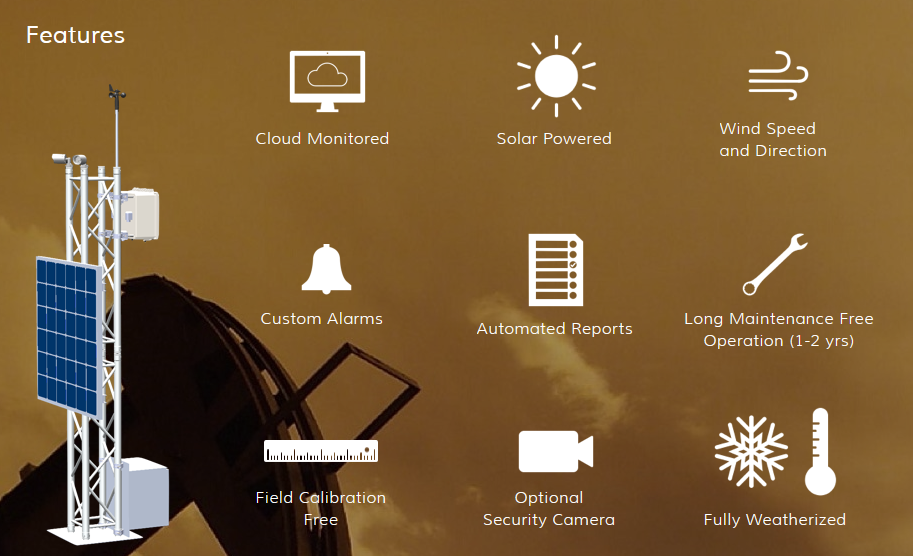 Features
Cloud Monitored
Solar Powered
Wind Speed
and Direction
Custom Alarms
Automated Reports
Long Maintenance Free
Operation (1-2 yrs)
Field Calibration
Free
Optional
Security Camera
Fully Weatherized